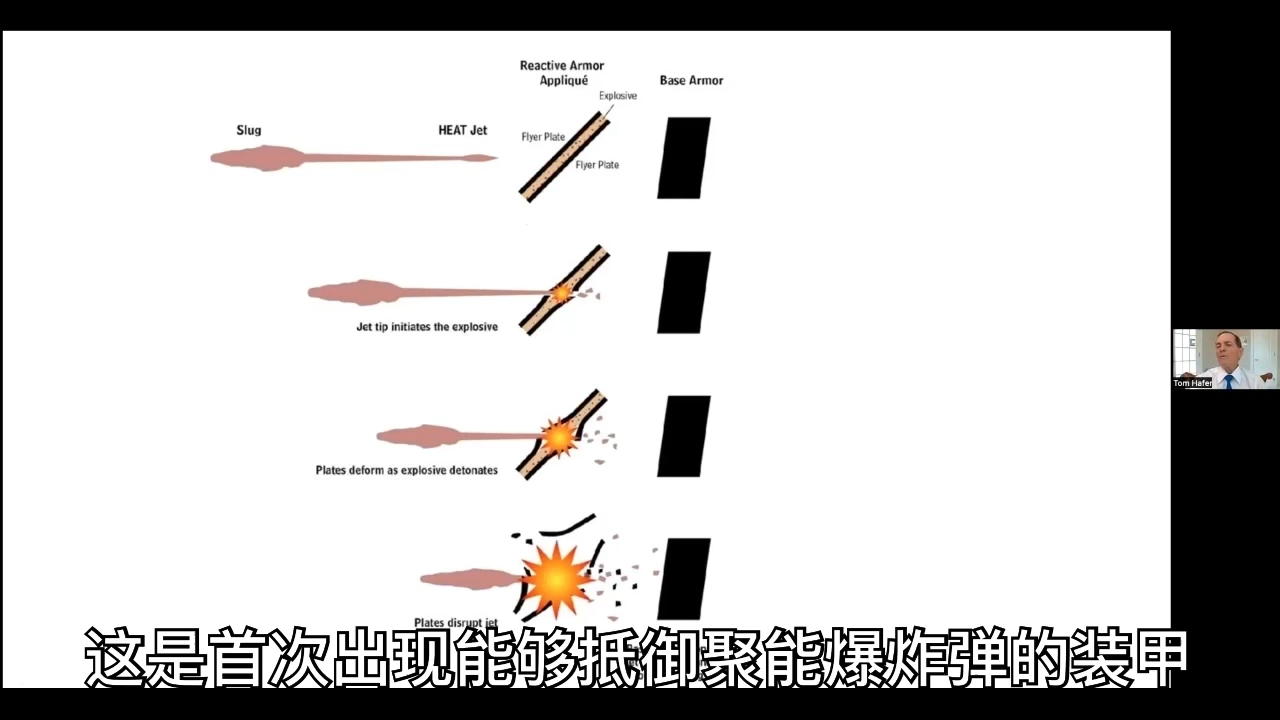 Reactive Armor
Appliqué
Base Armor
Explosive
Slug
HEAT Jet
Flyer Plate
Flyer Plate
Jet tip initiates the explosive
Tom Hafer
Plates deform as explosive detonates
Plates disrupt jet
这是首次出现能够抵御聚能爆炸弹的装甲